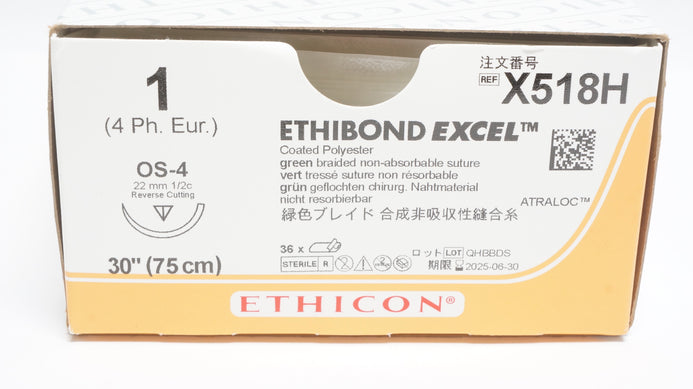 1
(4 Ph. Eur.)
OS-4
22 mm 1/2c
Reverse Cutting
30" (75 cm)
注文番号
REF X518H
ETHIBOND EXCEL™
Coated Polyester
green braided non-absorbable suture
vert tressé suture non résorbable
grün geflochten chirurg. Nahtmaterial
nicht resorbierbar
緑色ブレイド 合成非吸収性縫合糸
ATRALOC™
36 x
STERILE R
ロット LOT QHBBDS
期限 2025-06-30
ETHICON®